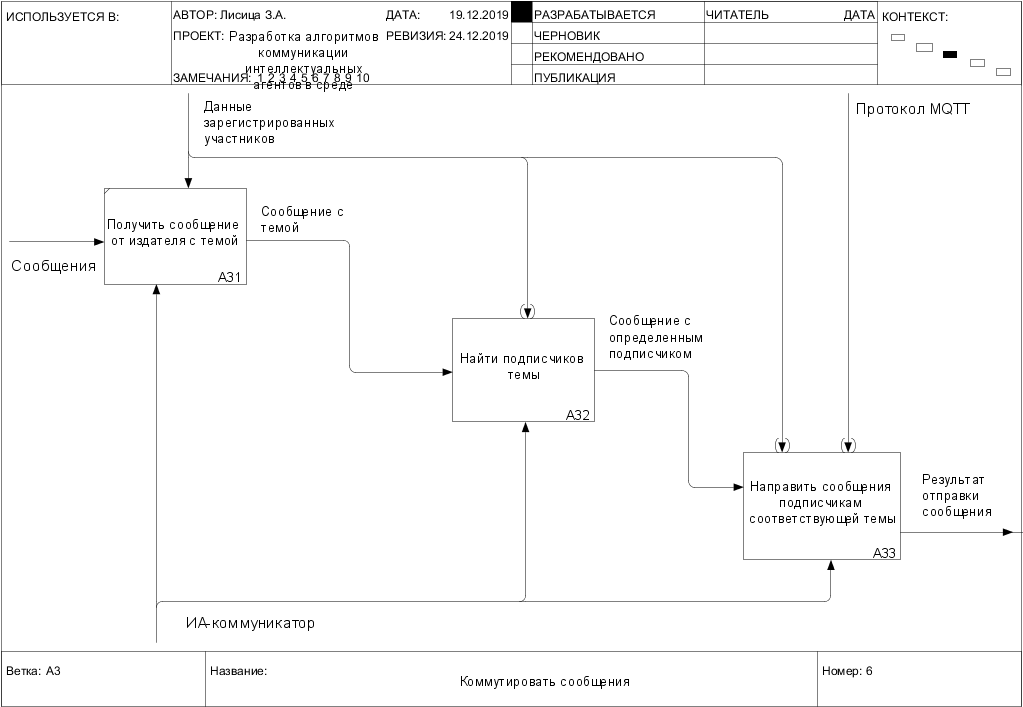 ИСПОЛЬЗУЕТСЯ В:
АВТОР: Лисица З.А.
ДАТА: 19.12.2019
ПРОЕКТ: Разработка алгоритмов
коммуникации
интеллектуальных
агентов в среде
РЕВИЗИЯ: 24.12.2019
ЗАМЕЧАНИЯ: 1 2 3 4 5 6 7 8 9 10
РАЗРАБАТЫВАЕТСЯ
ЧЕРНОВИК
РЕКОМЕНДОВАНО
ПУБЛИКАЦИЯ
ЧИТАТЕЛЬ ДАТА
КОНТЕКСТ:
Данные
зарегистрированных
участников
Протокол MQTT
Получить сообщение
от издателя с темой
A31
Сообщение с
темой
Сообщения
Сообщение с
определенным
подписчиком
Найти подписчиков
темы
A32
Направить сообщения
подписчикам
соответствующей темы
A33
Результат
отправки
сообщения
ИА-коммуникатор
Ветка: A3
Название:
Коммутировать сообщения
Номер: 6